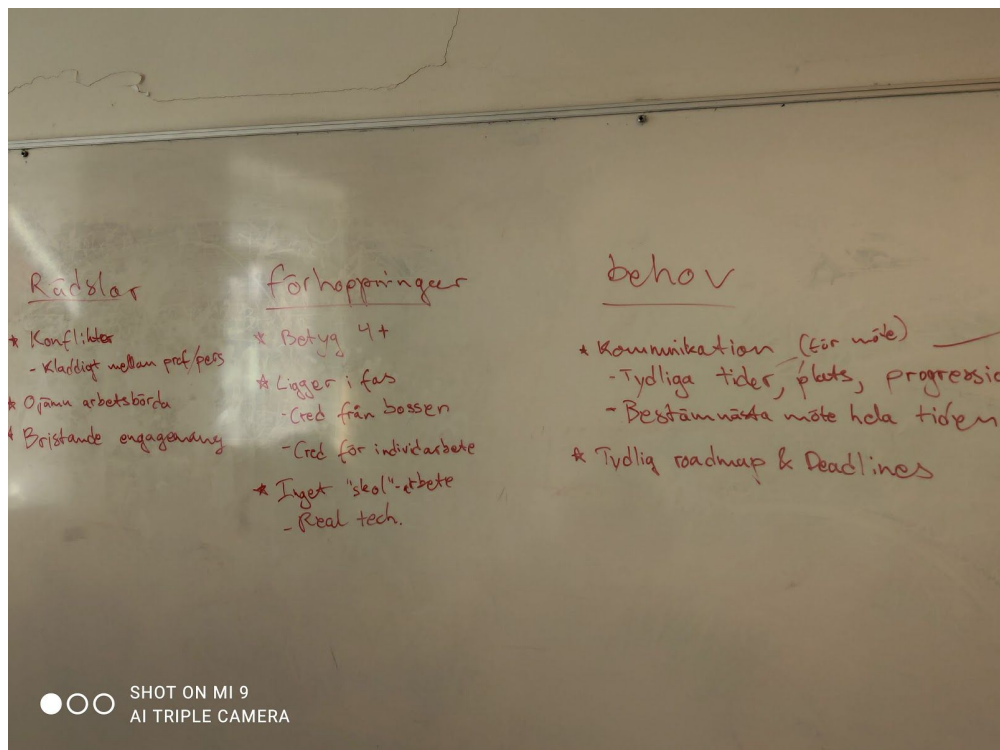 Rädslor
* Konflikter
- Kladdigt mellan prof/pers
* Ojämn arbetsbörda
* Bristande engagemang
förhoppningar
* Betyg 4+
* Ligger i fas
- Cred från bossen
- Cred för individarbete
* Inget "skol"-arbete
- Real tech.
behov
* Kommunikation (för möte)
- Tydliga tider, plats, progressio
- Bestäm nästa möte hela tiden
* Tydlig roadmap & Deadlines
SHOT ON MI 9
AI TRIPLE CAMERA